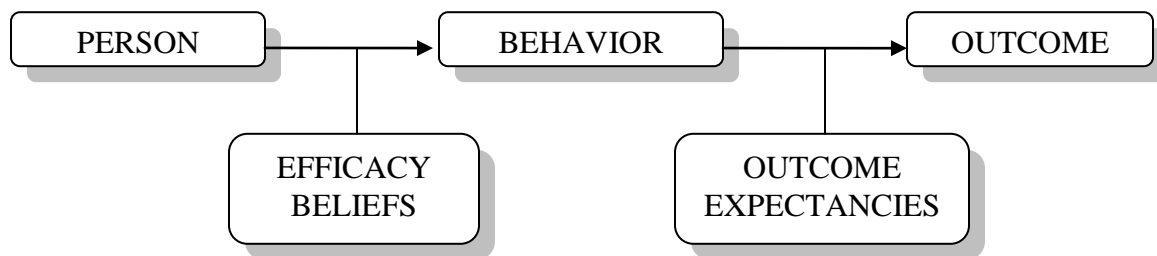 PERSON
BEHAVIOR
OUTCOME
EFFICACY
BELIEFS
OUTCOME
EXPECTANCIES